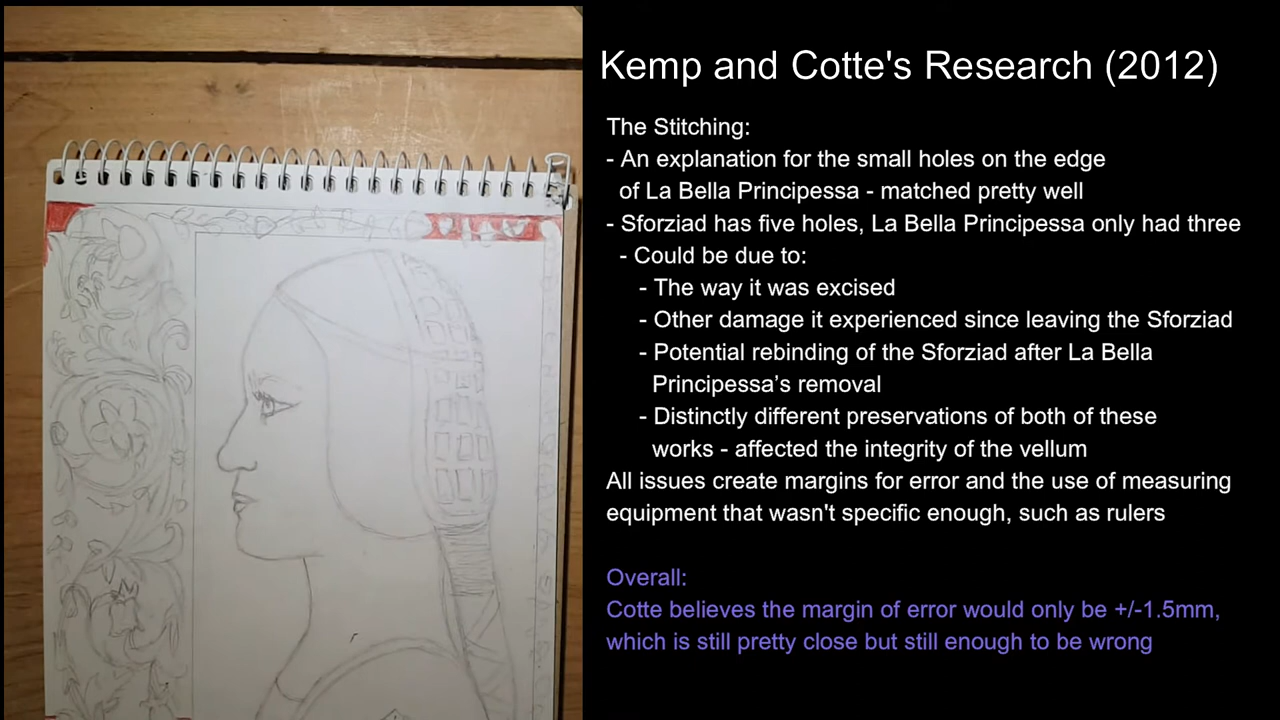 Kemp and Cotte's Research (2012)
The Stitching:
- An explanation for the small holes on the edge
of La Bella Principessa - matched pretty well
- Sforziad has five holes, La Bella Principessa only had three
- Could be due to:
- The way it was excised
- Other damage it experienced since leaving the Sforziad
- Potential rebinding of the Sforziad after La Bella
Principessa’s removal
- Distinctly different preservations of both of these
works - affected the integrity of the vellum
All issues create margins for error and the use of measuring
equipment that wasn't specific enough, such as rulers
Overall:
Cotte believes the margin of error would only be +/-1.5mm,
which is still pretty close but still enough to be wrong